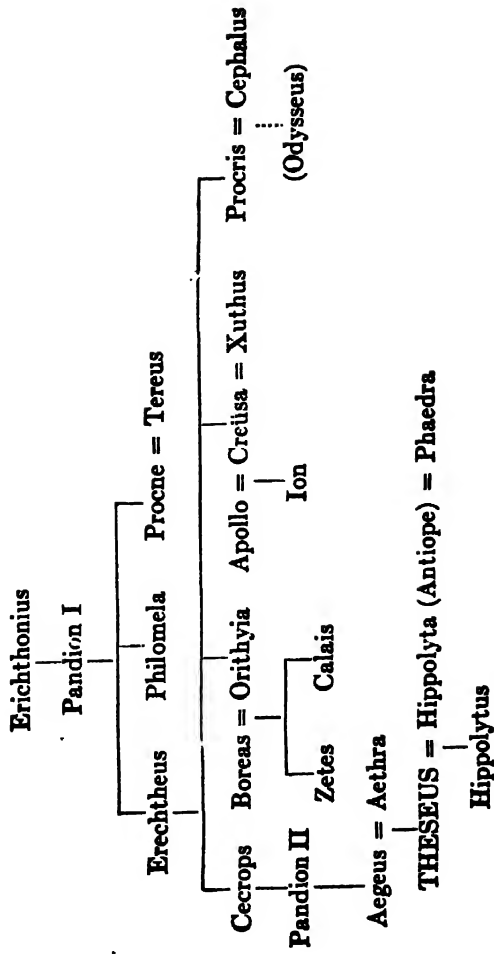 Erichthonius
Pandion I
Erechtheus Philomela Procne = Tereus
Cecrops Boreas = Orithyia Apollo = Creüsa = Xuthus Procris = Cephalus
Pandion II Zetes Calais Ion (Odysseus)
Aegeus = Aethra
THESEUS = Hippolyta (Antiope) = Phaedra
Hippolytus